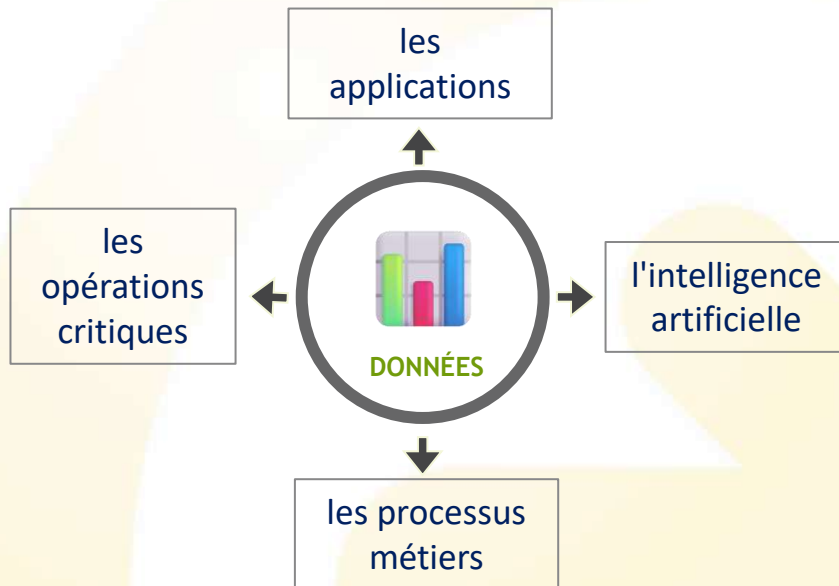 les
applications
les
opérations
critiques
DONNÉES
l'intelligence
artificielle
les processus
métiers